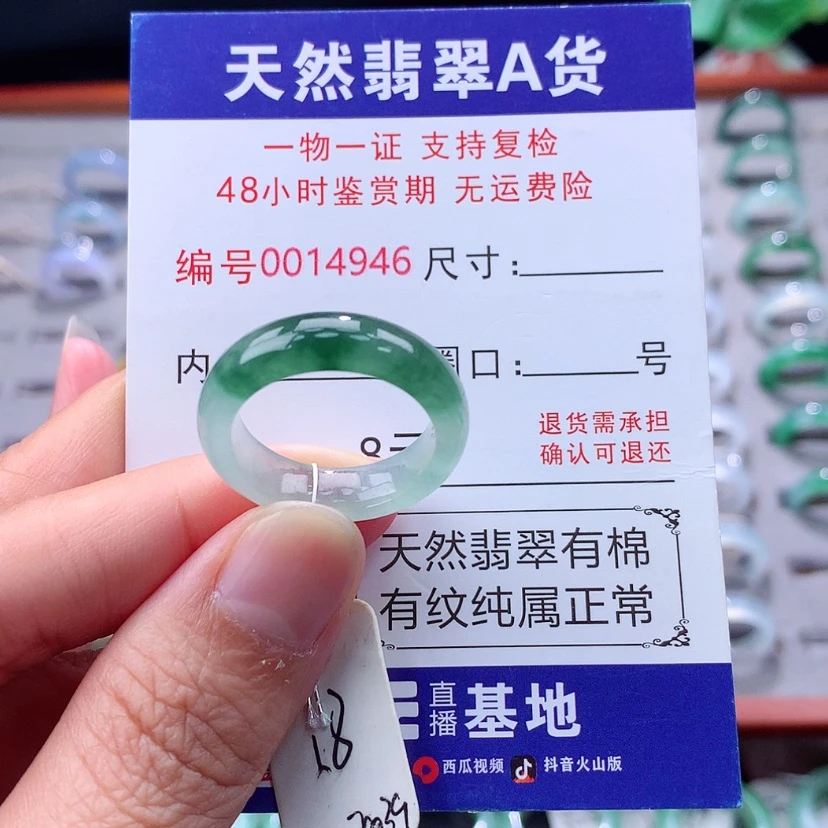 天然翡翠A货
一物一证 支持复检
48小时鉴赏期 无运费险
编号0014946 尺寸:
内 圈口: 号
退货需承担
8元
确认可退还
天然翡翠有棉
有纹纯属正常
直播基地
西瓜视频 抖音火山版
18